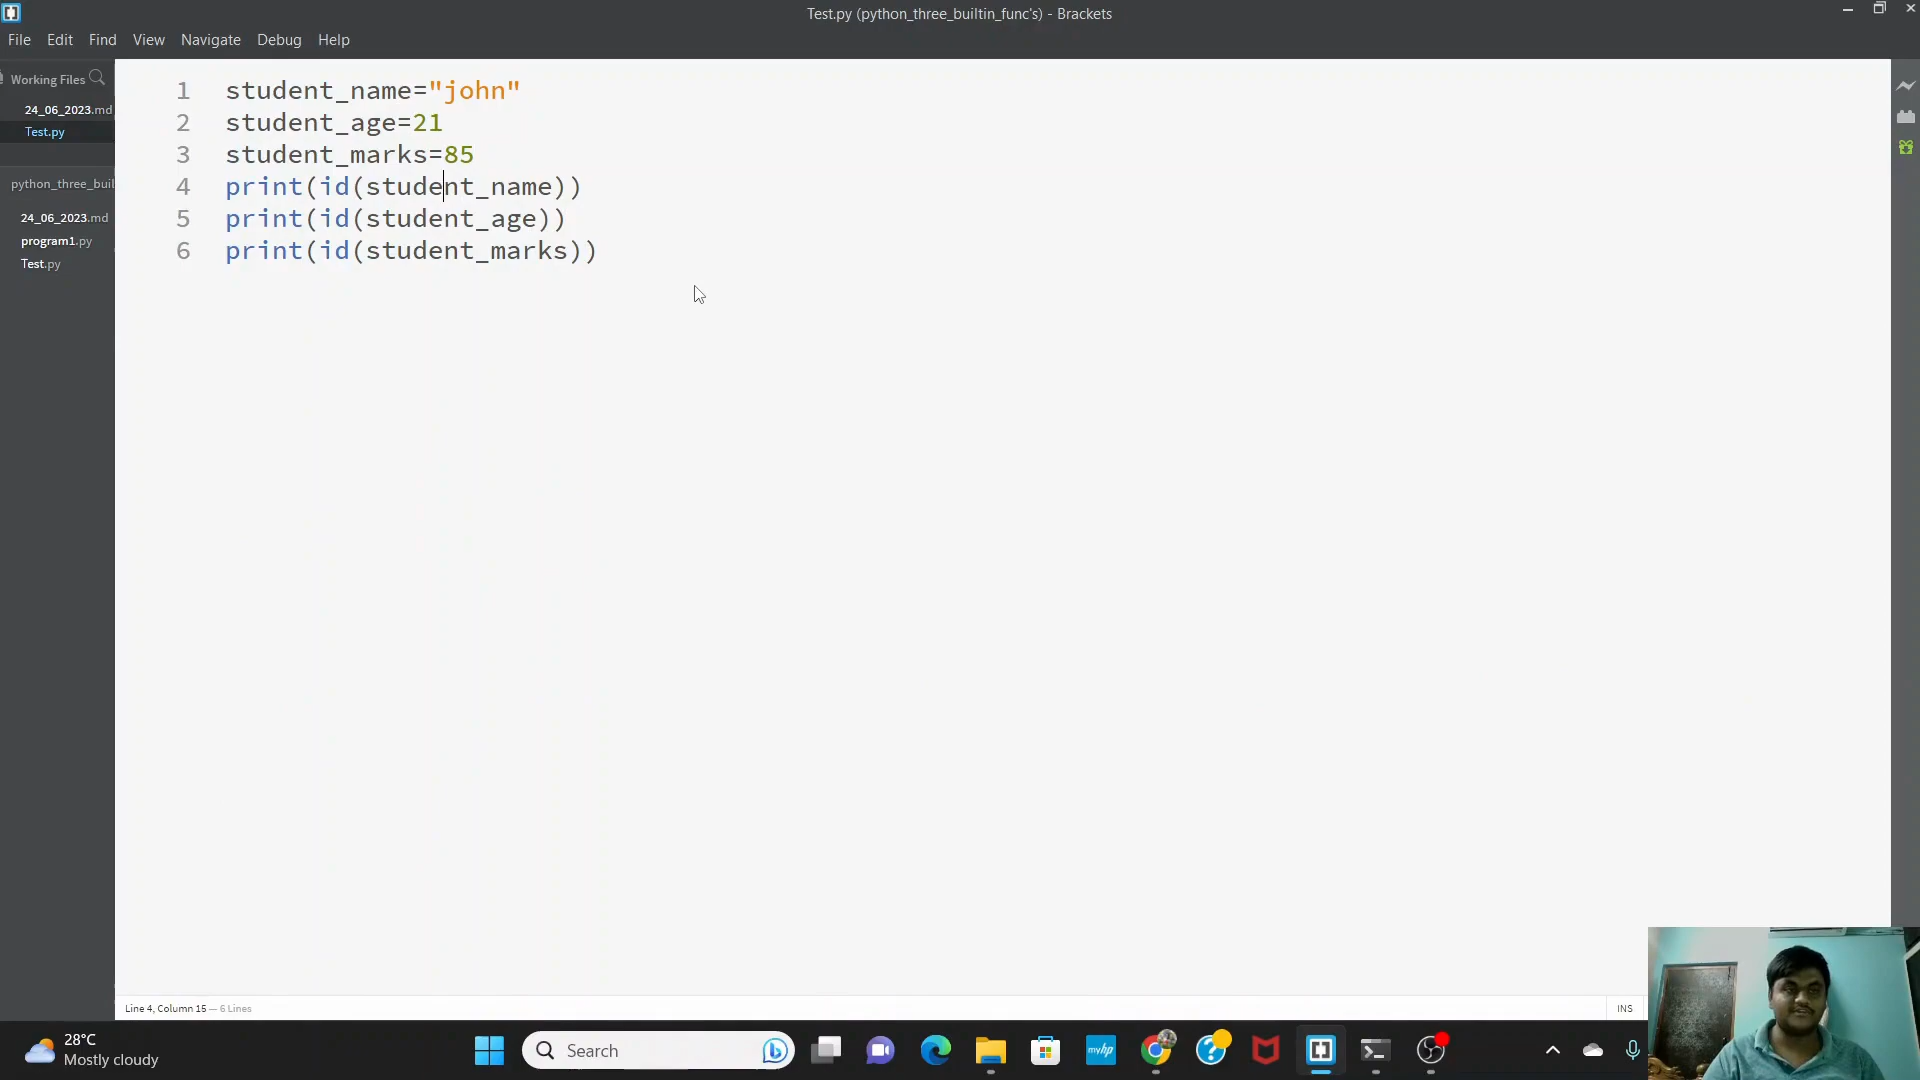 Test.py (python_three_builtin_func's) - Brackets
File Edit Find View Navigate Debug Help
Working Files
24_06_2023.md
Test.py
python_three_buil
24_06_2023.md
program1.py
Test.py
1 student_name="john"
2 student_age=21
3 student_marks=85
4 print(id(student_name))
5 print(id(student_age))
6 print(id(student_marks))
Line 4, Column 15 — 6 Lines
INS
28°C
Mostly cloudy
Search
myhp